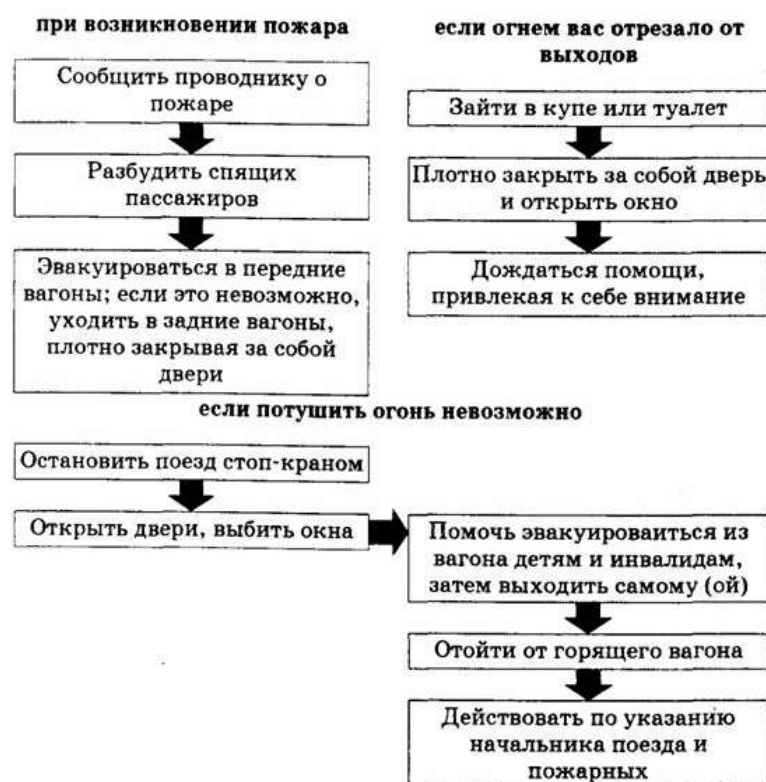 при возникновении пожара
Сообщить проводнику о
пожаре
Разбудить спящих
пассажиров
Эвакуироваться в передние
вагоны; если это невозможно,
уходить в задние вагоны,
плотно закрывая за собой
двери
если огнем вас отрезало от
выходов
Зайти в купе или туалет
Плотно закрыть за собой дверь
и открыть окно
Дождаться помощи,
привлекая к себе внимание
если потушить огонь невозможно
Остановить поезд стоп-краном
Открыть двери, выбить окна
Помочь эвакуироваиться из
вагона детям и инвалидам,
затем выходить самому (ой)
Отойти от горящего вагона
Действовать по указанию
начальника поезда и
пожарных